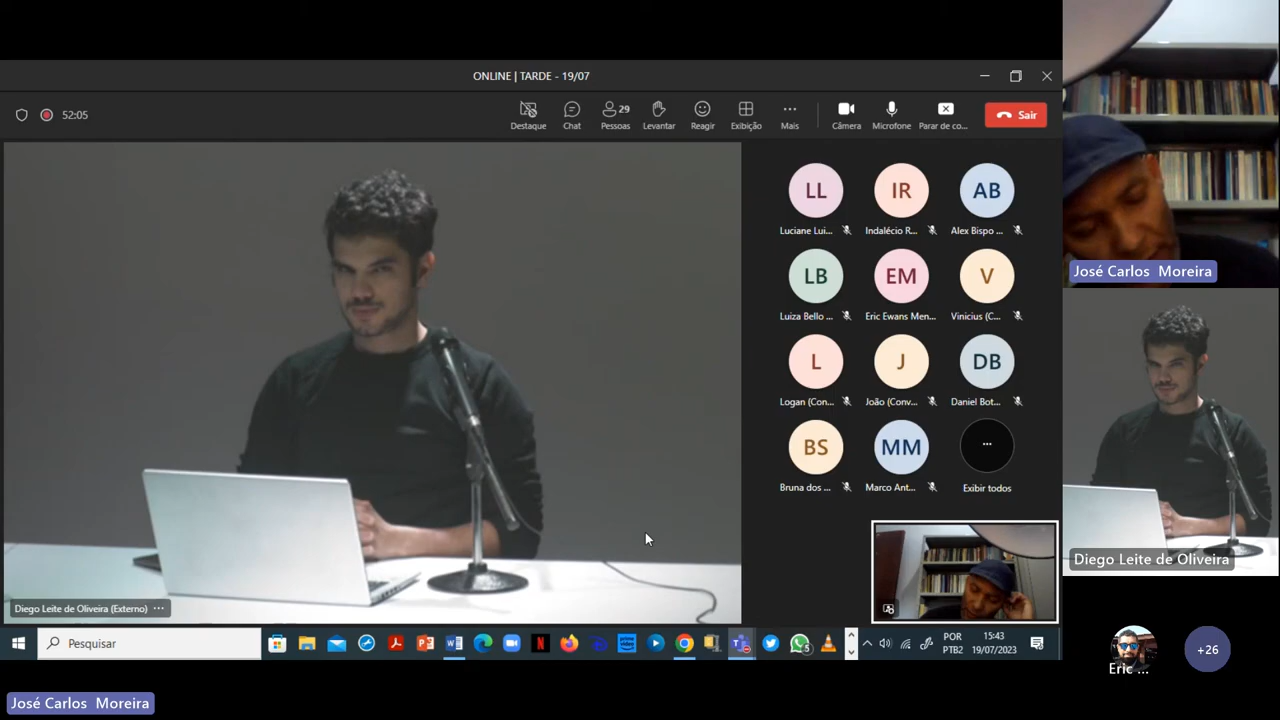 ONLINE | TARDE - 19/07
52:05
Destaque
Chat
29
Pessoas
Levantar
Reagir
Exibição
Mais
Câmera
Microfone
Parar de co...
Sair
LL
IR
AB
Luciane Lui...
Indalécio R...
Alex Bispo ...
LB
EM
V
Luiza Bello ...
Eric Ewans Men...
Vinicius (C...
L
J
DB
Logan (Con...
João (Conv...
Daniel Bot...
BS
MM
...
Bruna dos ...
Marco Ant...
Exibir todos
José Carlos Moreira
Diego Leite de Oliveira
Diego Leite de Oliveira (Externo) ...
Eric ...
+26
Pesquisar
5
POR
PTB2
15:43
19/07/2023
José Carlos Moreira